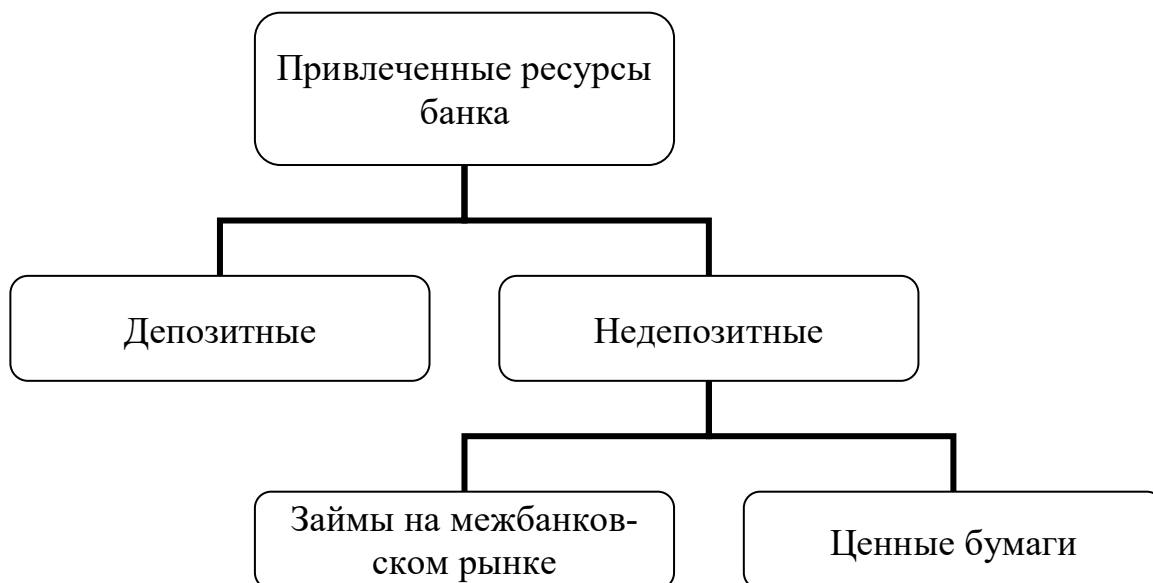 Привлеченные ресурсы
банка
Депозитные
Недепозитные
Займы на межбанков-
ском рынке
Ценные бумаги